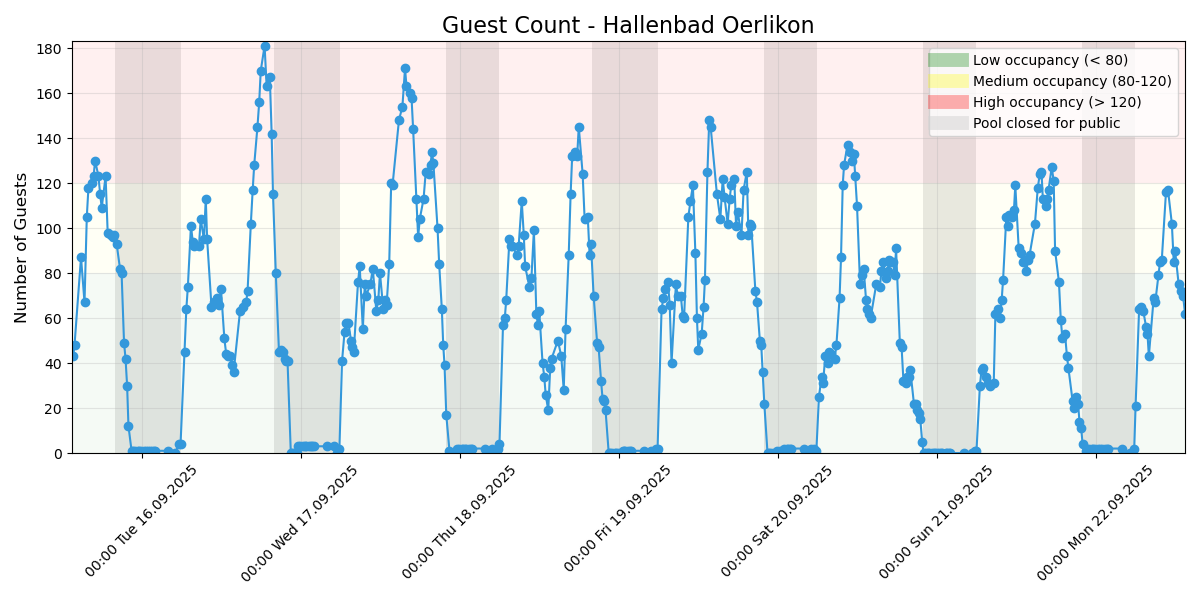 Guest Count - Hallenbad Oerlikon
Number of Guests
180
160
140
120
100
80
60
40
20
0
Low occupancy (< 80)
Medium occupancy (80-120)
High occupancy (> 120)
Pool closed for public
00:00 Tue 16.09.2025
00:00 Wed 17.09.2025
00:00 Thu 18.09.2025
00:00 Fri 19.09.2025
00:00 Sat 20.09.2025
00:00 Sun 21.09.2025
00:00 Mon 22.09.2025